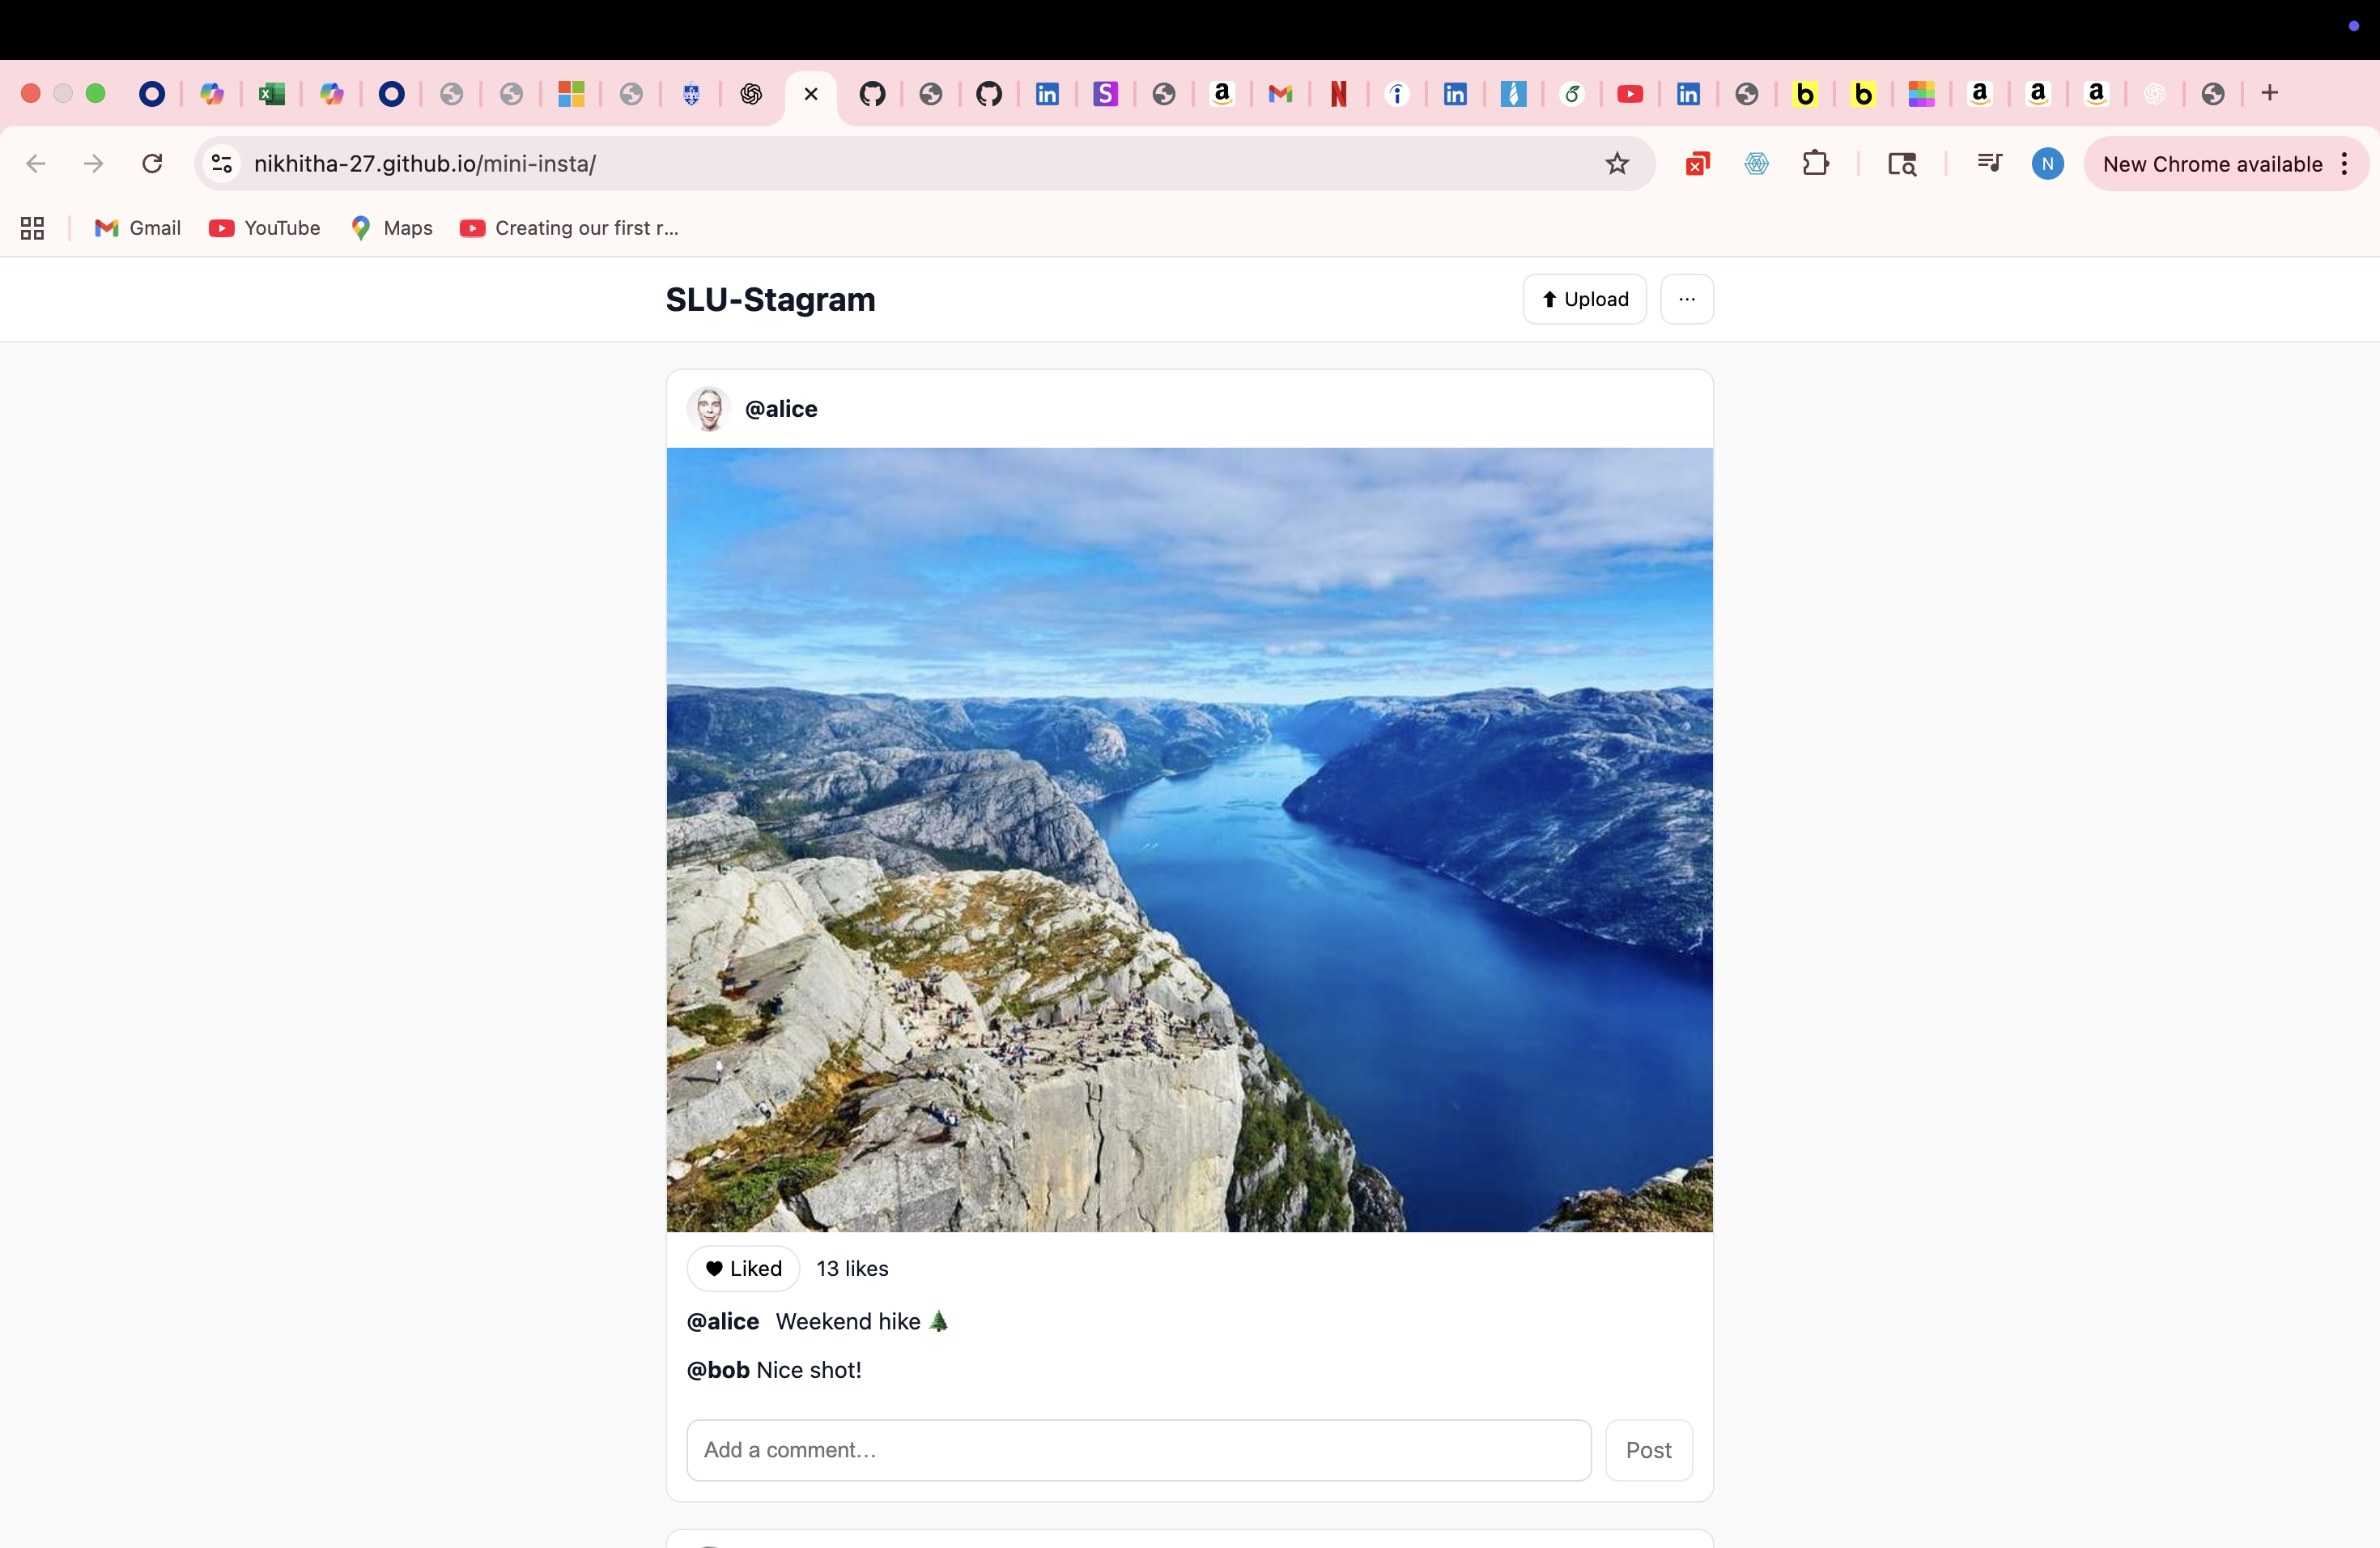 nikhitha-27.github.io/mini-insta/
N
New Chrome available
Gmail
YouTube
Maps
Creating our first r...
SLU-Stagram
Upload
...
@alice
Liked
13 likes
@alice Weekend hike 🌲
@bob Nice shot!
Add a comment...
Post